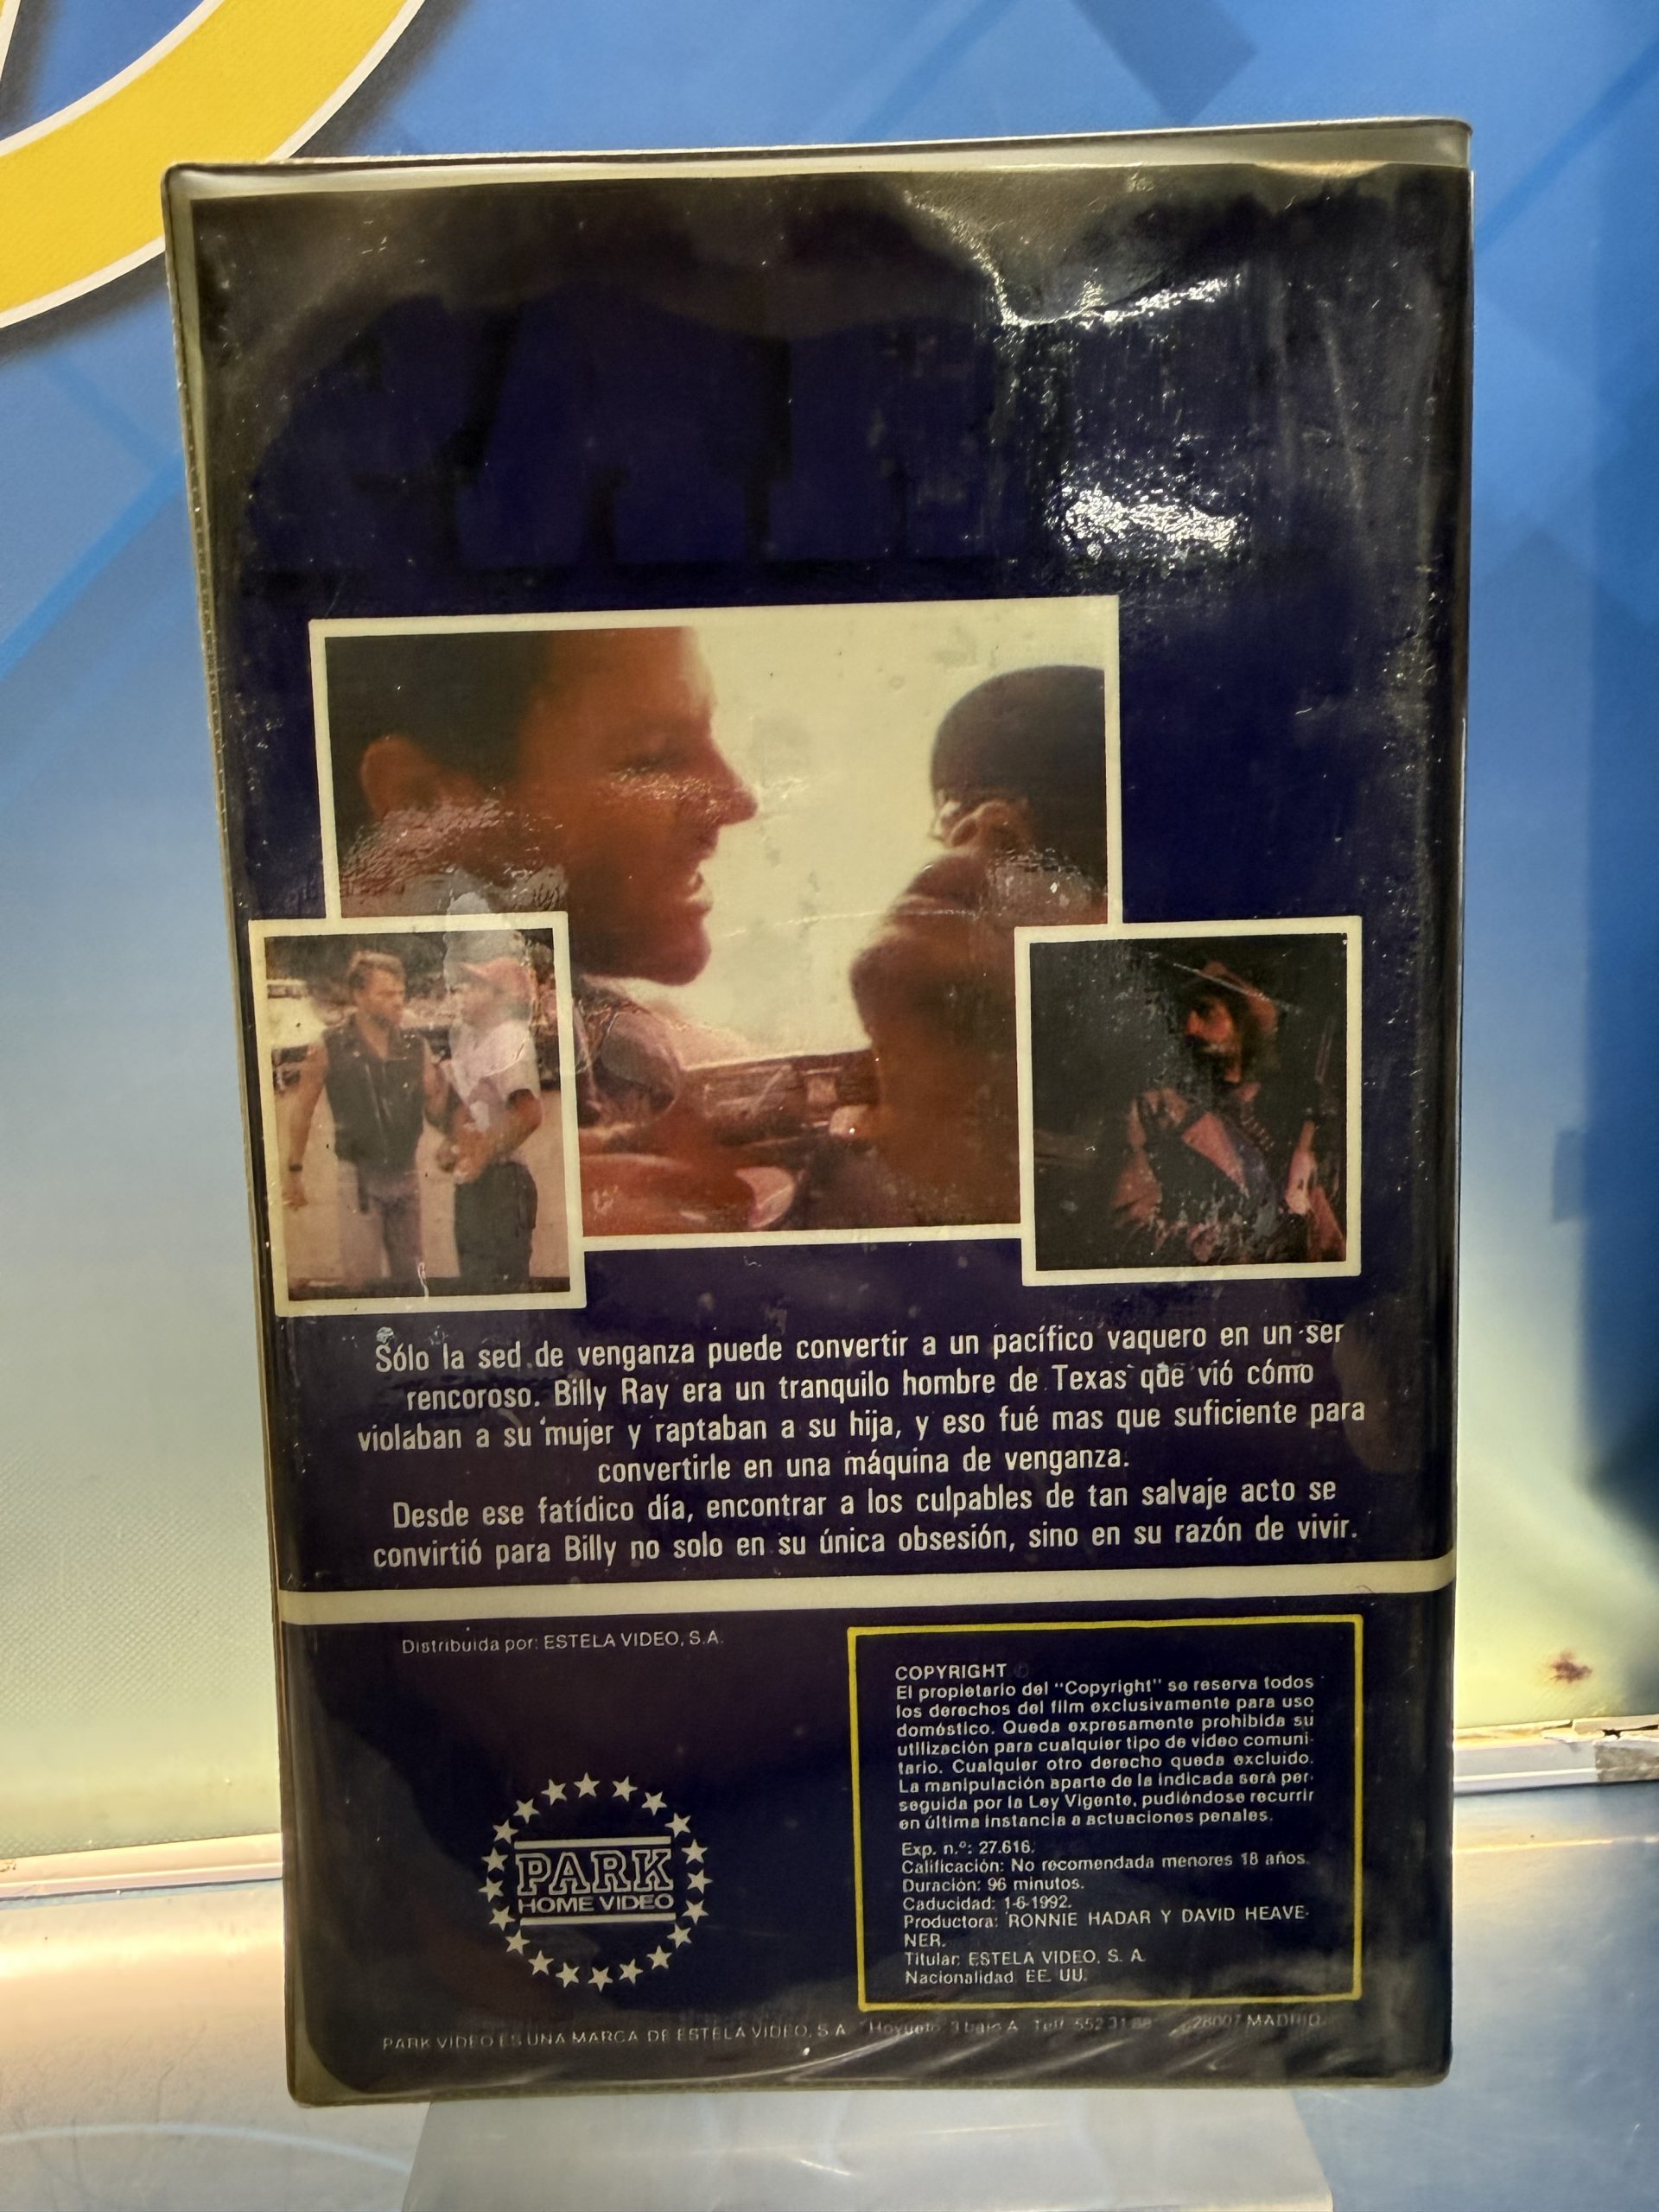 Sólo la sed de venganza puede convertir a un pacífico vaquero en un ser
rencoroso. Billy Ray era un tranquilo hombre de Texas que vió cómo
violaban a su mujer y raptaban a su hija, y eso fué mas que suficiente para
convertirle en una máquina de venganza.
Desde ese fatídico día, encontrar a los culpables de tan salvaje acto se
convirtió para Billy no solo en su única obsesión, sino en su razón de vivir.
Distribuida por: ESTELA VIDEO, S.A.
PARK
HOME VIDEO
COPYRIGHT ©
El propietario del "Copyright" se reserva todos
los derechos del film exclusivamente para uso
doméstico. Queda expresamente prohibida su
utilización para cualquier tipo de video comuni-
tario. Cualquier otro derecho queda excluido.
La manipulación aparte de la indicada será per-
seguida por la Ley Vigente, pudiéndose recurrir
en última instancia a actuaciones penales.
Exp. n.º: 27.616.
Calificación: No recomendada menores 18 años.
Duración: 96 minutos.
Caducidad: 1-6-1992.
Productora: RONNIE HADAR Y DAVID HEAVE-
NER.
Titular: ESTELA VIDEO, S. A.
Nacionalidad: EE. UU.
PARK VIDEO ES UNA MARCA DE ESTELA VIDEO, S.A. 3 bajo A Telf. 552 31 28007 MADRID.